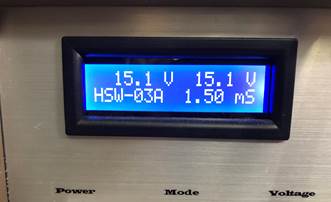 15.1 V 15.1 V
HSW-03A 1.50 mS
Power Mode Voltage